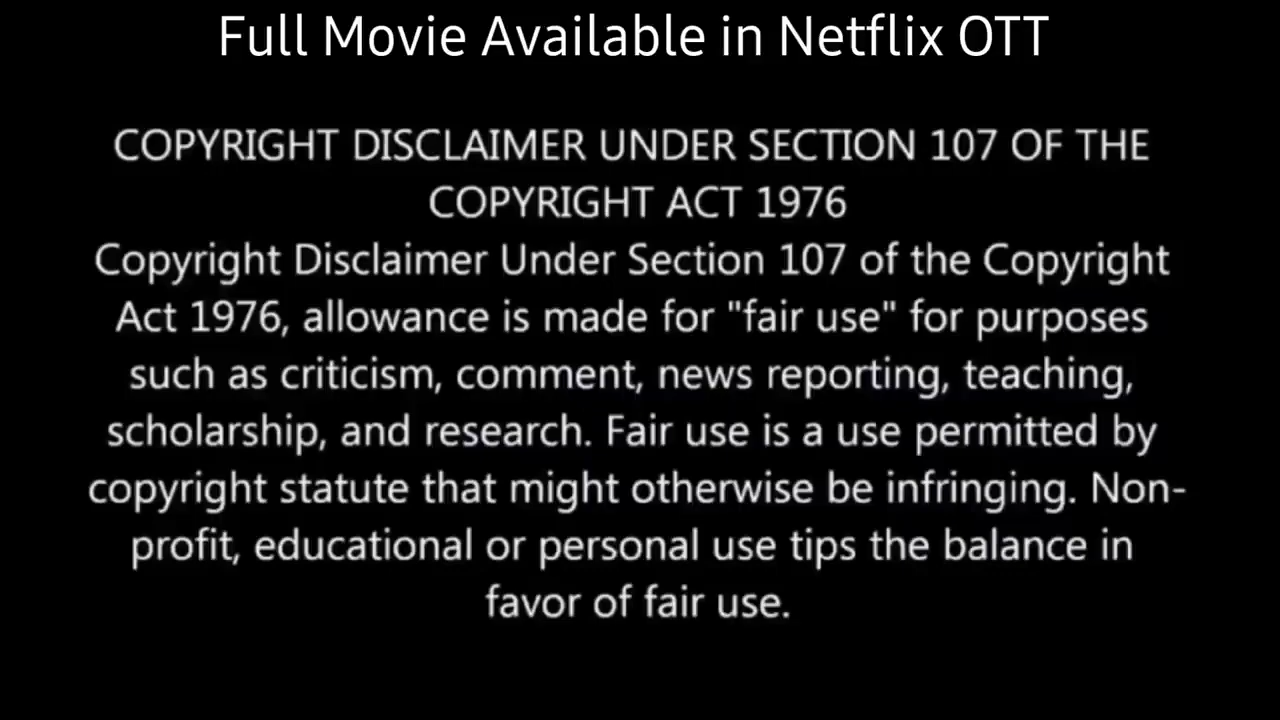 Full Movie Available in Netflix OTT
COPYRIGHT DISCLAIMER UNDER SECTION 107 OF THE
COPYRIGHT ACT 1976
Copyright Disclaimer Under Section 107 of the Copyright
Act 1976, allowance is made for "fair use" for purposes
such as criticism, comment, news reporting, teaching,
scholarship, and research. Fair use is a use permitted by
copyright statute that might otherwise be infringing. Non-
profit, educational or personal use tips the balance in
favor of fair use.